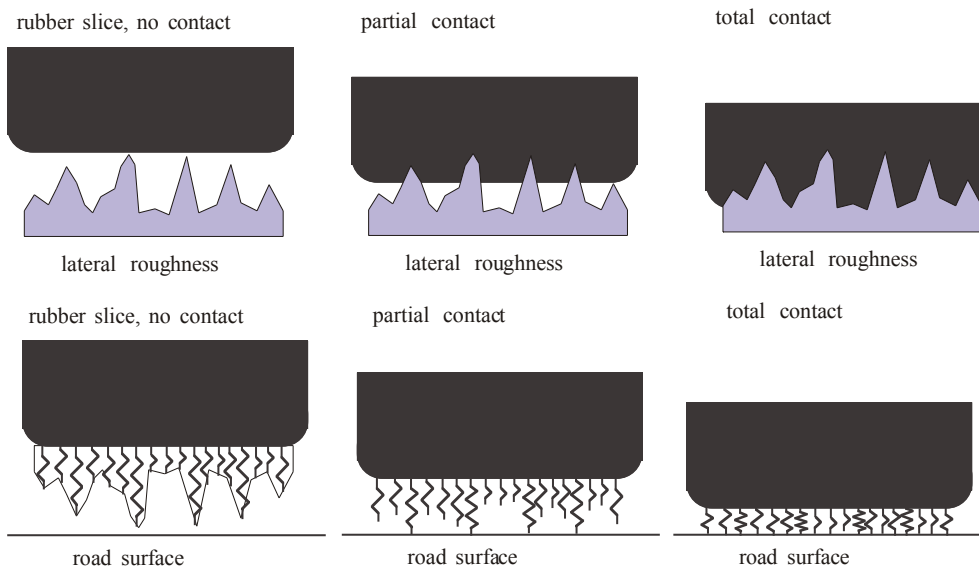 rubber slice, no contact
partial contact
total contact
lateral roughness
lateral roughness
lateral roughness
rubber slice, no contact
partial contact
total contact
road surface
road surface
road surface